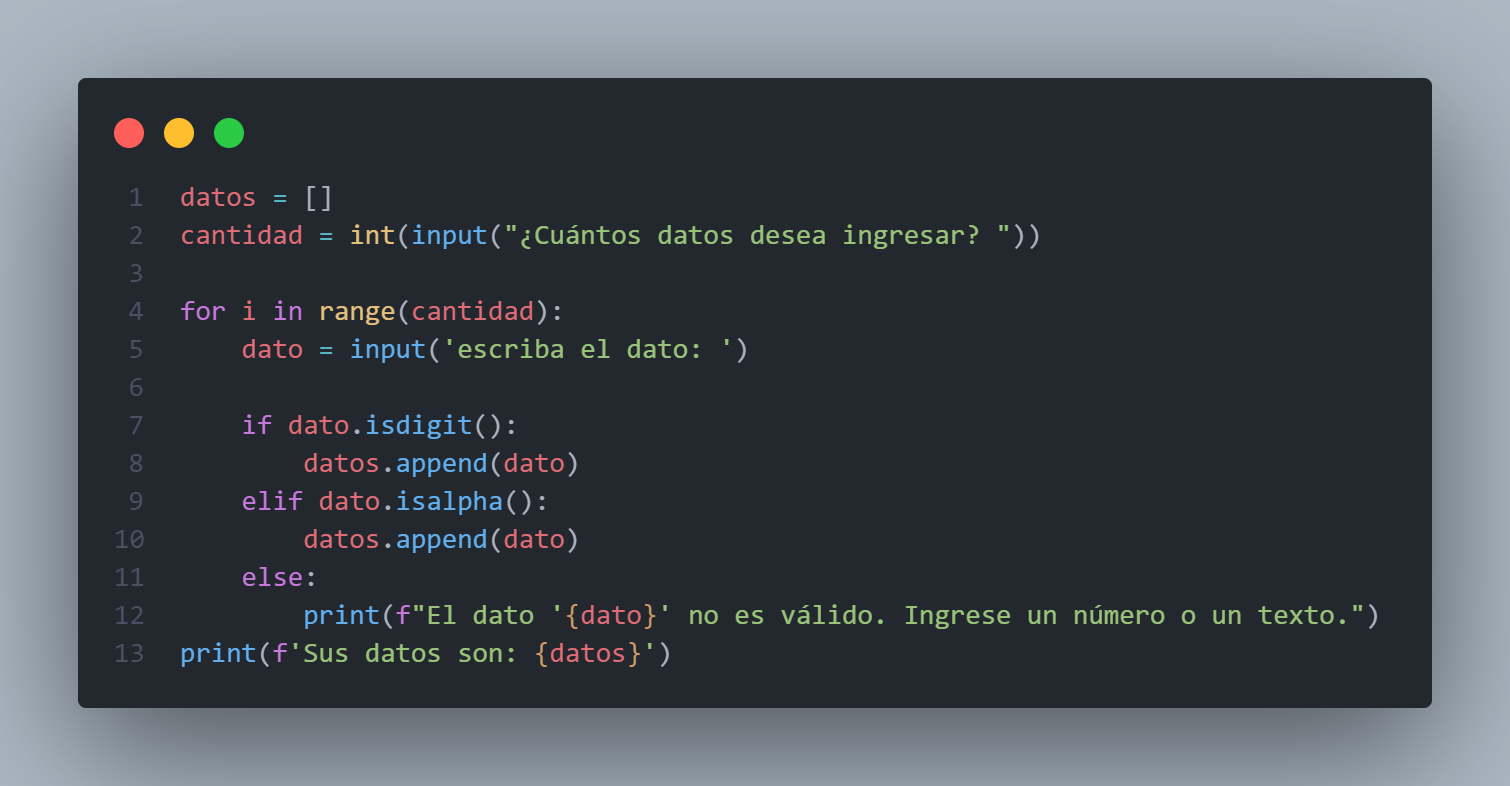 1 datos = []
2 cantidad = int(input("¿Cuántos datos desea ingresar? "))
3
4 for i in range(cantidad):
5     dato = input('escriba el dato: ')
6
7     if dato.isdigit():
8         datos.append(dato)
9     elif dato.isalpha():
10         datos.append(dato)
11     else:
12         print(f"El dato '{dato}' no es válido. Ingrese un número o un texto.")
13 print(f'Sus datos son: {datos}')